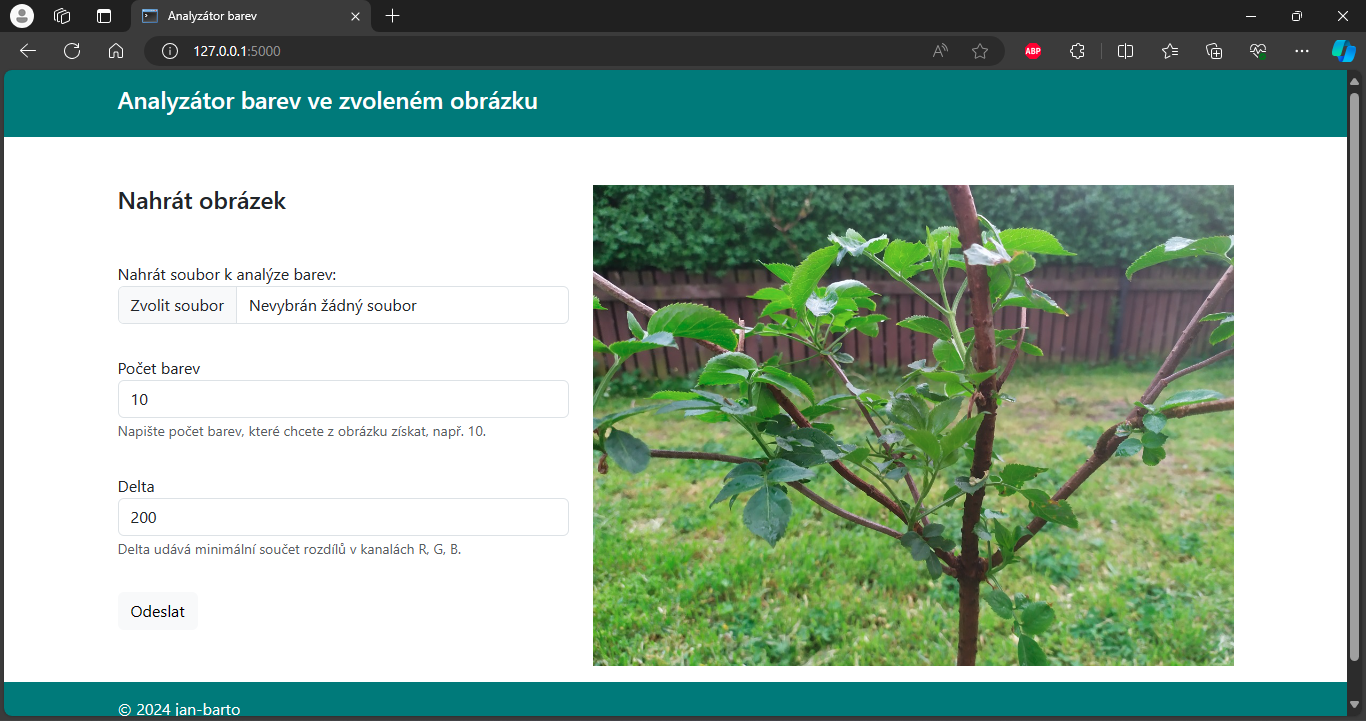 Analyzátor barev
127.0.0.1:5000
ABP
Analyzátor barev ve zvoleném obrázku
Nahrát obrázek
Nahrát soubor k analýze barev:
Zvolit soubor Nevybrán žádný soubor
Počet barev
10
Napište počet barev, které chcete z obrázku získat, např. 10.
Delta
200
Delta udává minimální součet rozdílů v kanálách R, G, B.
Odeslat
© 2024 jan-barto